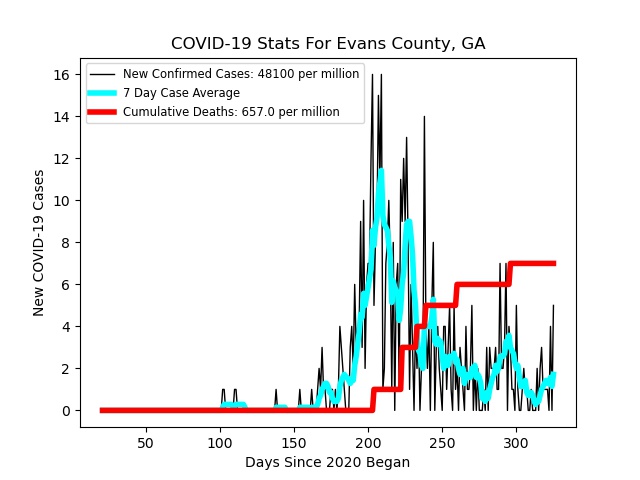 COVID-19 Stats For Evans County, GA
New Confirmed Cases: 48100 per million
7 Day Case Average
Cumulative Deaths: 657.0 per million
New COVID-19 Cases
16
14
12
10
8
6
4
2
0
50 100 150 200 250 300
Days Since 2020 Began